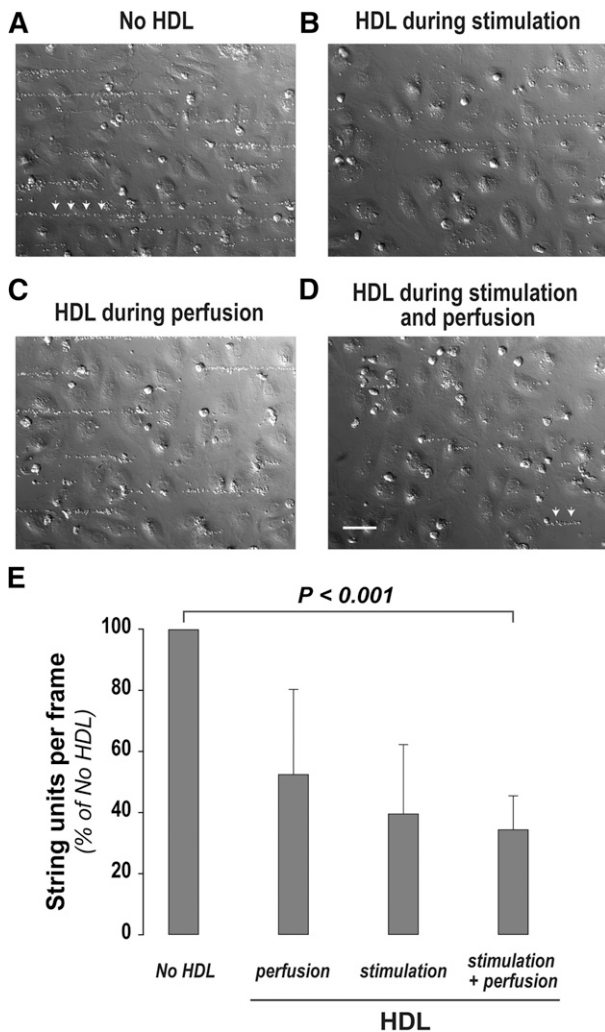 A
No HDL
B
HDL during stimulation
C
HDL during perfusion
D
HDL during stimulation
and perfusion
E
P < 0.001
String units per frame
(% of No HDL)
100
80
60
40
20
0
No HDL
perfusion
stimulation
stimulation
+ perfusion
HDL